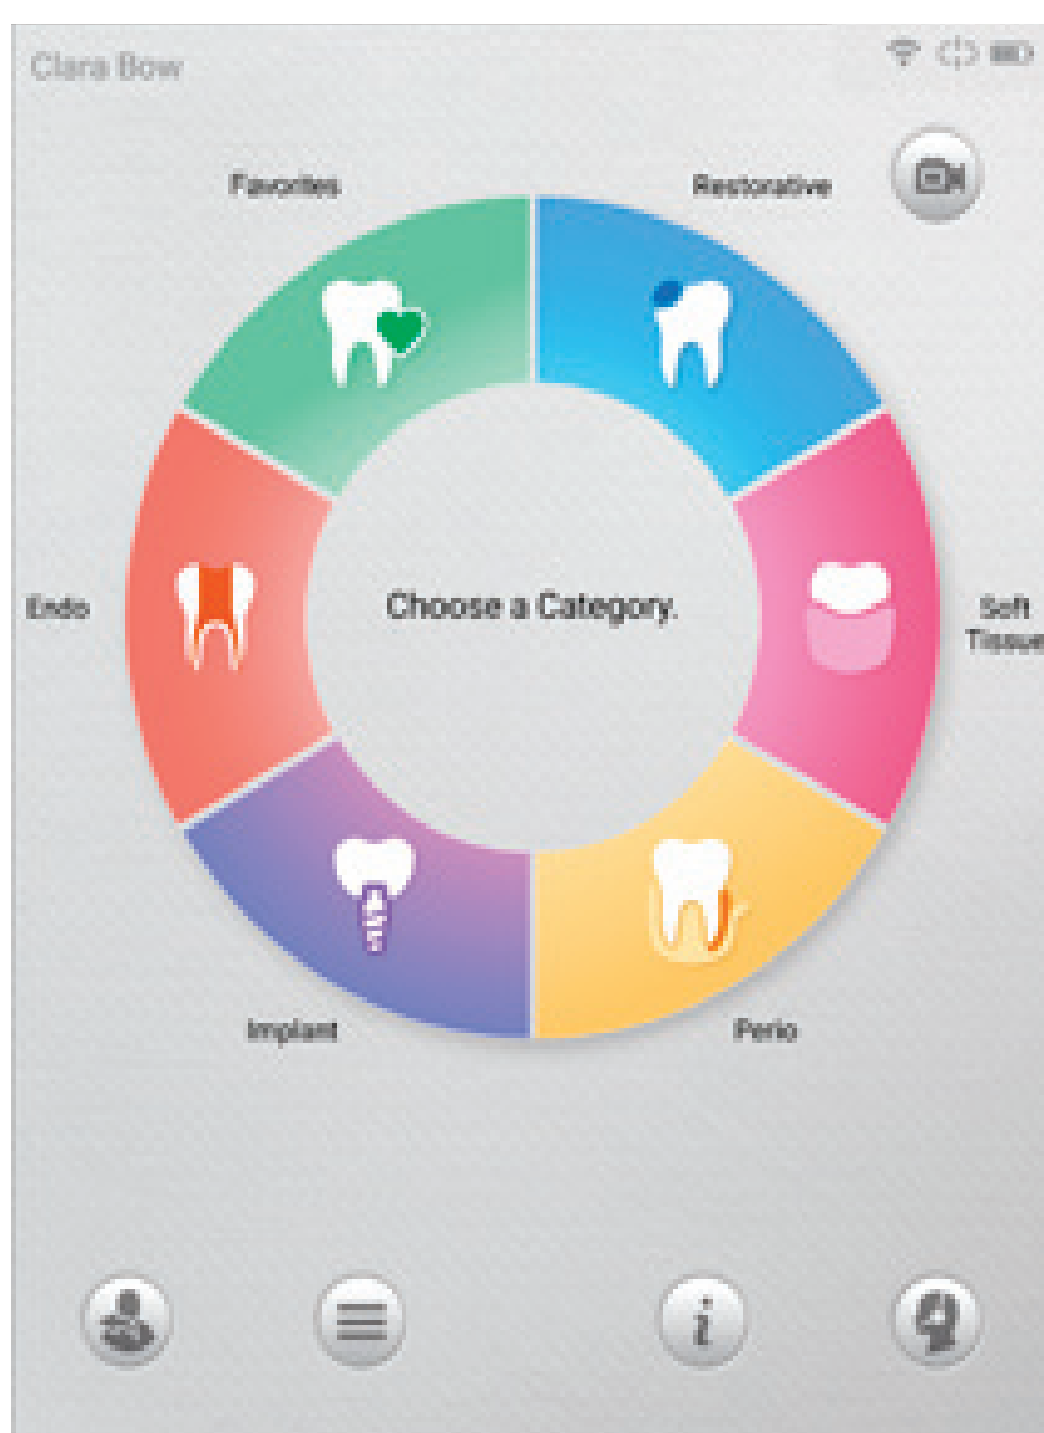 Clara Bow
Favorites
Restorative
Endo
Choose a Category.
Soft
Tissue
Implant
Perio